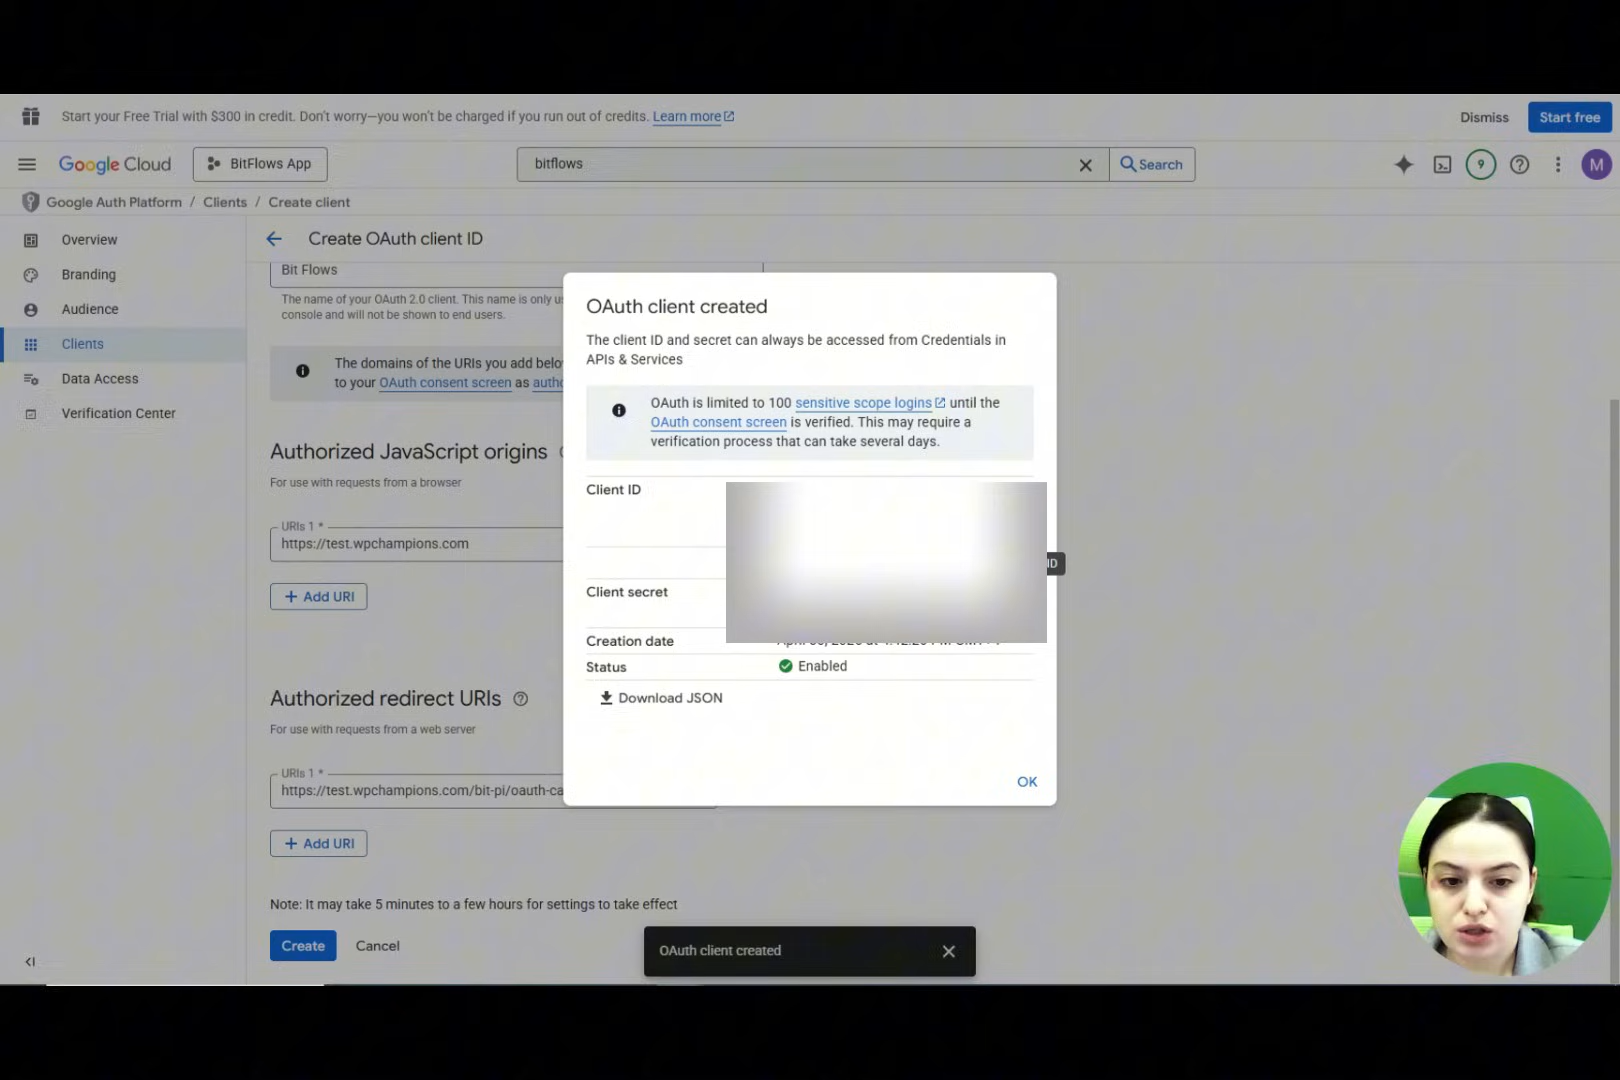 Start your Free Trial with $300 in credit. Don't worry—you won't be charged if you run out of credits. Learn more
Dismiss
Start free
Google Cloud
BitFlows App
bitflows
Search
9
M
Google Auth Platform / Clients / Create client
Overview
Branding
Audience
Clients
Data Access
Verification Center
Create OAuth client ID
Bit Flows
The name of your OAuth 2.0 client. This name is only
console and will not be shown to end users.
The domains of the URIs you add
to your OAuth consent screen as
Authorized JavaScript origins
For use with requests from a browser
URIs 1 *
https://test.wpchampions.com
+ Add URI
Authorized redirect URIs
For use with requests from a web server
URIs 1 *
https://test.wpchampions.com/bit-pi/oauth-ca
+ Add URI
Note: It may take 5 minutes to a few hours for settings to take effect
Create
Cancel
OAuth client created
The client ID and secret can always be accessed from Credentials in
APIs & Services
OAuth is limited to 100 sensitive scope logins until the
OAuth consent screen is verified. This may require a
verification process that can take several days.
Client ID
ID
Client secret
Creation date
Status
Enabled
Download JSON
OK
OAuth client created